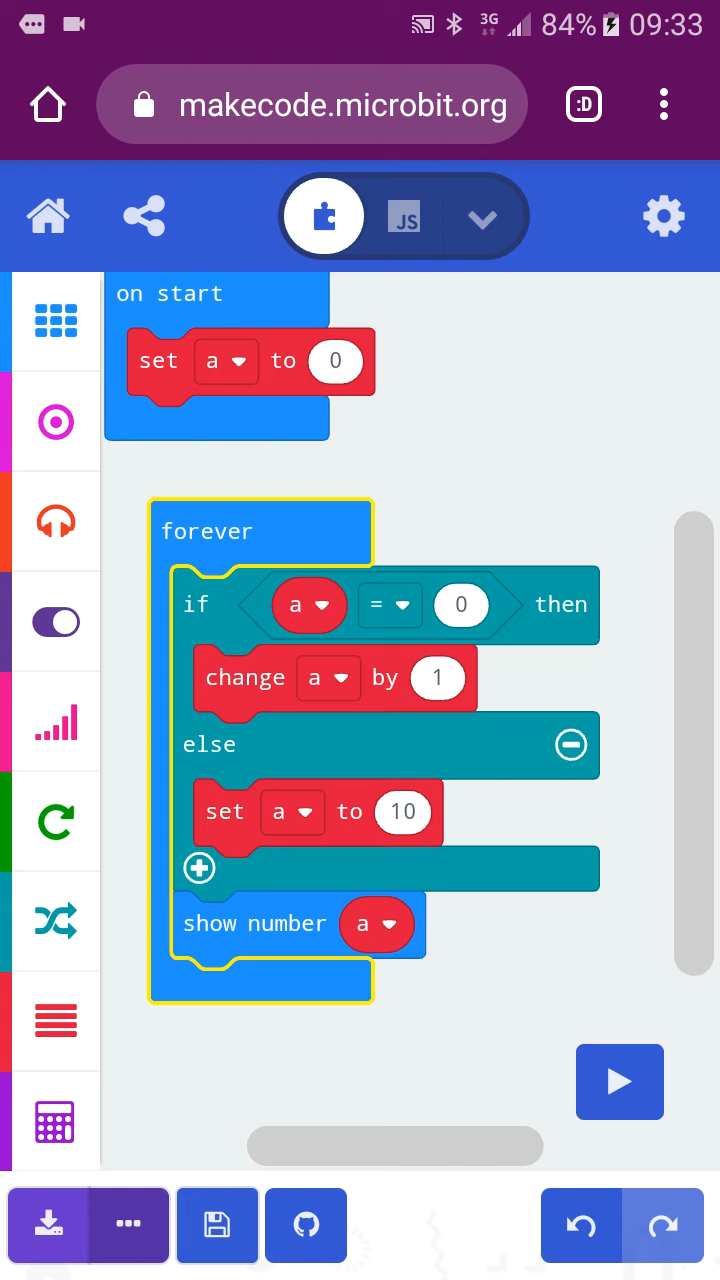 3G 84% 09:33
makecode.microbit.org :D
JS
on start
set a to 0
forever
if a = 0 then
change a by 1
else
set a to 10
show number a